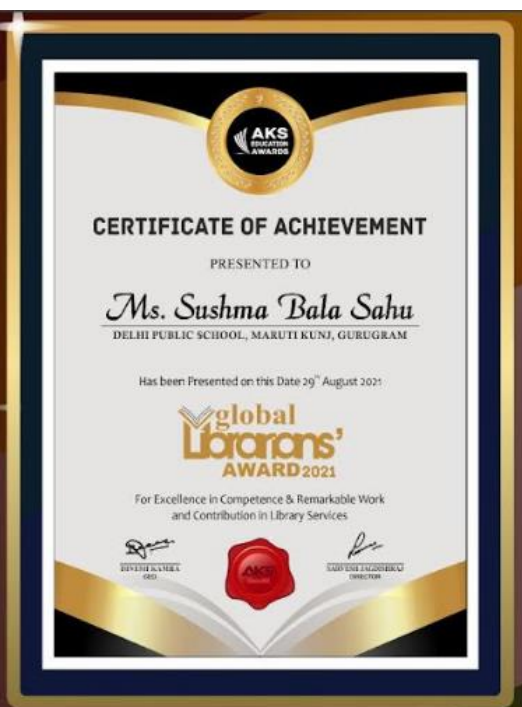 AKS
EDUCATION
AWARDS
CERTIFICATE OF ACHIEVEMENT
PRESENTED TO
Ms. Sushma Bala Sahu
DELHI PUBLIC SCHOOL, MARUTI KUNJ, GURUGRAM
Has been Presented on this Date 29th August 2021
global
Librarians'
AWARD 2021
For Excellence in Competence & Remarkable Work
and Contribution in Library Services
CEO
DIRECTOR
AKS